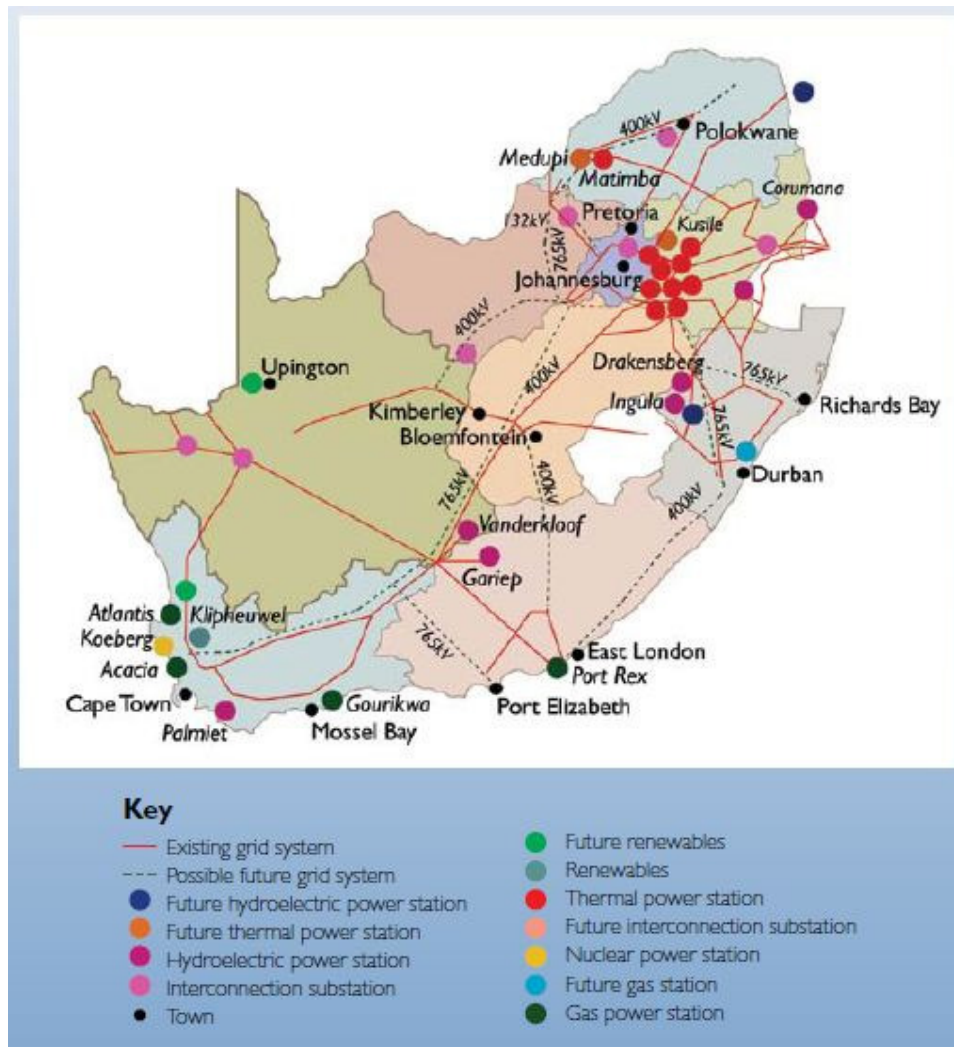 400kV
Polokwane
Medupi
Matimba
Corumana
132kV
Pretoria
Kusile
765kV
Johannesburg
400kV
Upington
400kV
Drakensberg
765kV
Kimberley
Ingula
Richards Bay
Bloemfontein
765kV
Durban
765kV
400kV
400kV
Vanderkloof
Gariep
Atlantis
Klipheuwel
Koeberg
765kV
East London
Acacia
Port Rex
Cape Town
Gourikwa
Port Elizabeth
Palmiet
Mossel Bay
Key
Existing grid system
Possible future grid system
Future hydroelectric power station
Future thermal power station
Hydroelectric power station
Interconnection substation
Town
Future renewables
Renewables
Thermal power station
Future interconnection substation
Nuclear power station
Future gas station
Gas power station